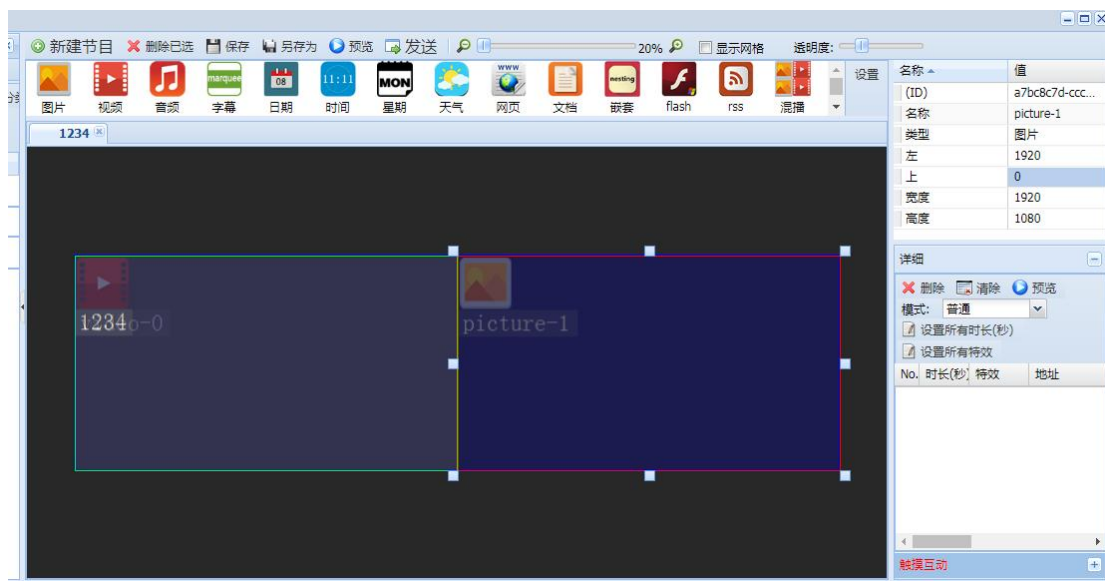 新建节目 删除已选 保存 另存为 预览 发送 20% 显示网格 透明度:
marquee 08 11:11 MON WWW nesting
图片 视频 音频 字幕 日期 时间 星期 天气 网页 文档 嵌套 flash rss 混播 设置
1234
1234 o-0
picture-1
名称 值
(ID) a7bc8c7d-ccc...
名称 picture-1
类型 图片
左 1920
上 0
宽度 1920
高度 1080
详细
删除 清除 预览
模式: 普通
设置所有时长(秒)
设置所有特效
No. 时长(秒) 特效 地址
触摸互动